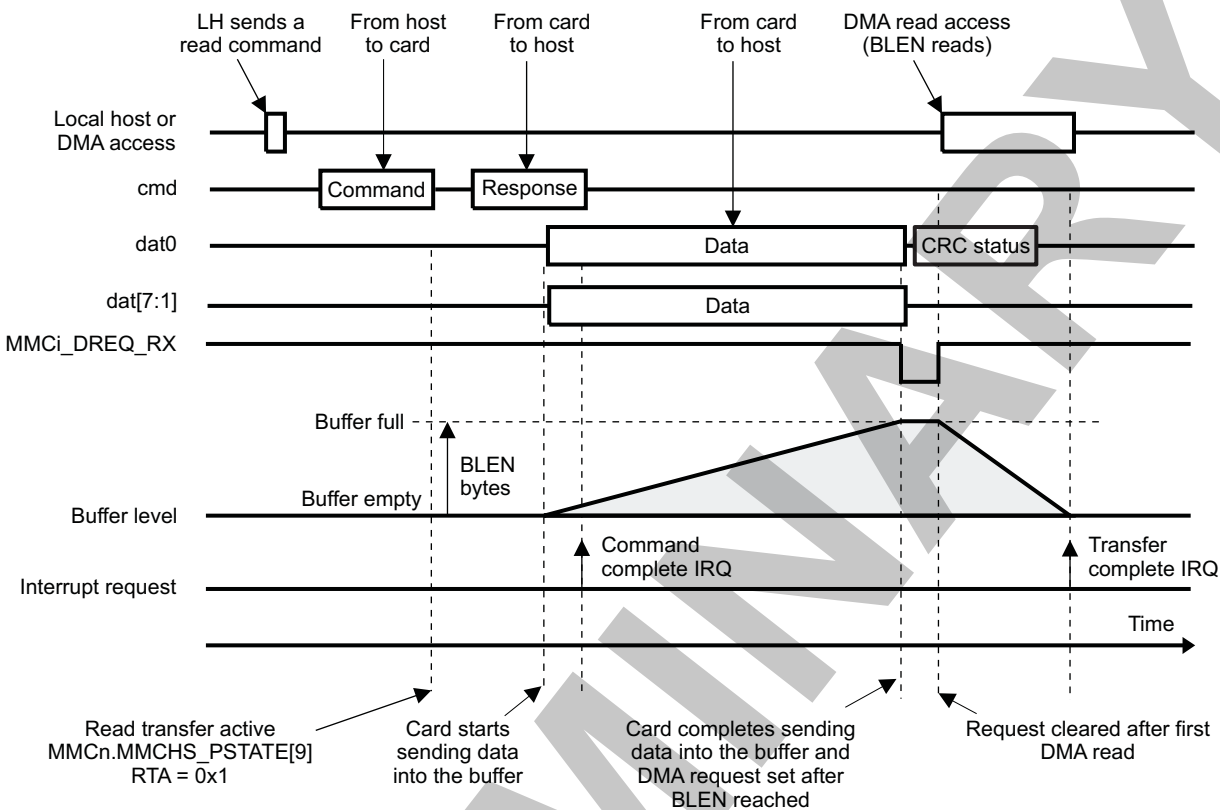 LH sends a
read command
From host
to card
From card
to host
From card
to host
DMA read access
(BLEN reads)
Local host or
DMA access
cmd
Command
Response
dat0
Data
CRC status
dat[7:1]
Data
MMCi_DREQ_RX
Buffer full
BLEN
bytes
Buffer empty
Buffer level
Command
complete IRQ
Transfer
complete IRQ
Interrupt request
Time
Read transfer active
MMCn.MMCHS_PSTATE[9]
RTA = 0x1
Card starts
sending data
into the buffer
Card completes sending
data into the buffer and
DMA request set after
BLEN reached
Request cleared after first
DMA read
MINARY